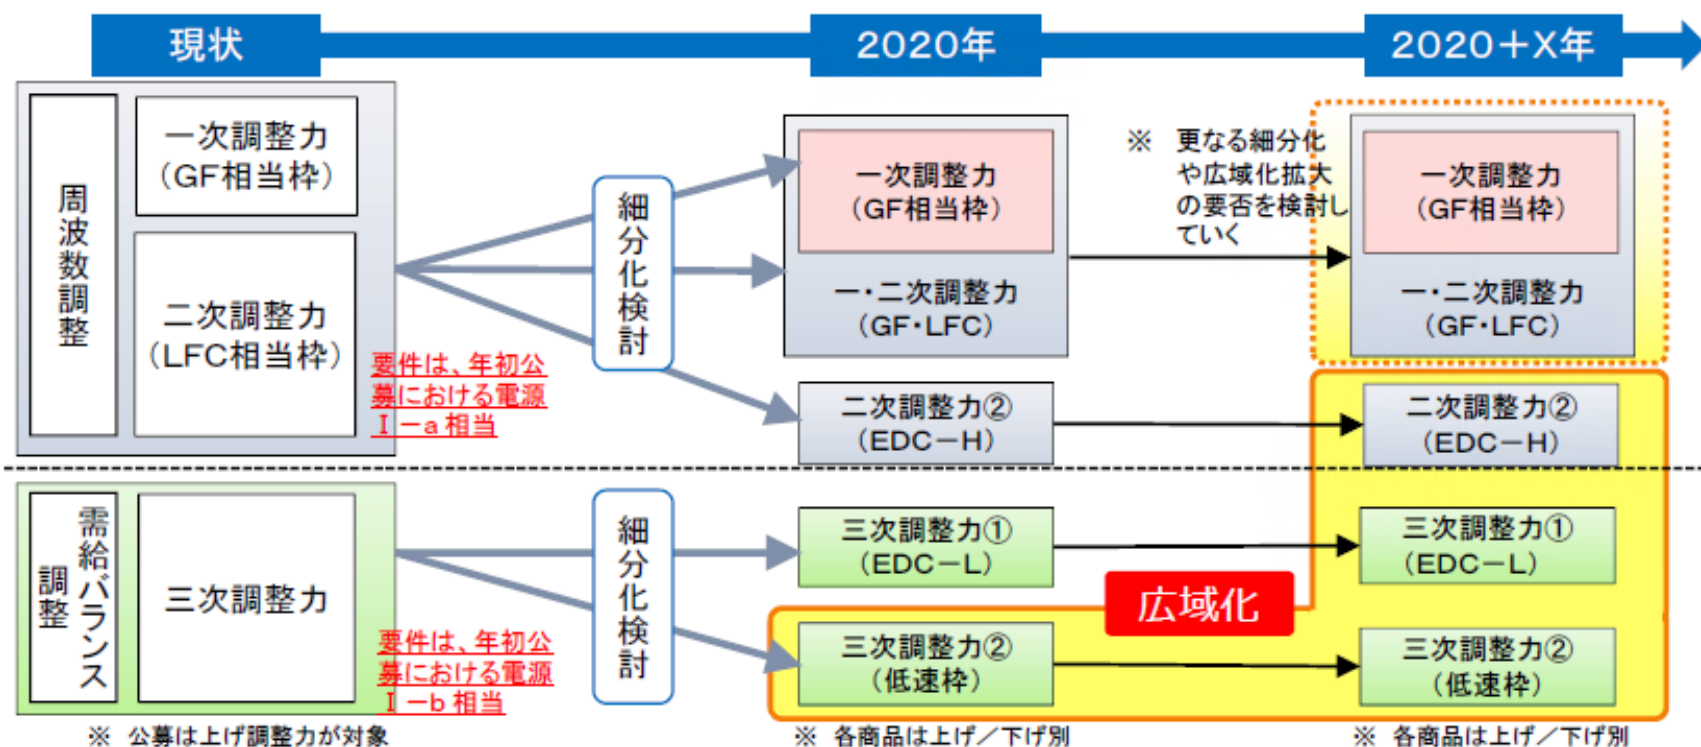 現状
2020年
2020＋X年
周波数調整
一次調整力
（GF相当枠）
二次調整力
（LFC相当枠）
要件は、年初公
募における電源
Ⅰ－a 相当
細分化検討
一次調整力
（GF相当枠）
一・二次調整力
（GF・LFC）
二次調整力②
（EDC－H）
※ 更なる細分化
や広域化拡大
の要否を検討し
ていく
一次調整力
（GF相当枠）
一・二次調整力
（GF・LFC）
二次調整力②
（EDC－H）
需給バランス
調整
三次調整力
要件は、年初公
募における電源
Ⅰ－b 相当
細分化検討
三次調整力①
（EDC－L）
広域化
三次調整力②
（低速枠）
三次調整力①
（EDC－L）
三次調整力②
（低速枠）
※ 公募は上げ調整力が対象
※ 各商品は上げ／下げ別
※ 各商品は上げ／下げ別